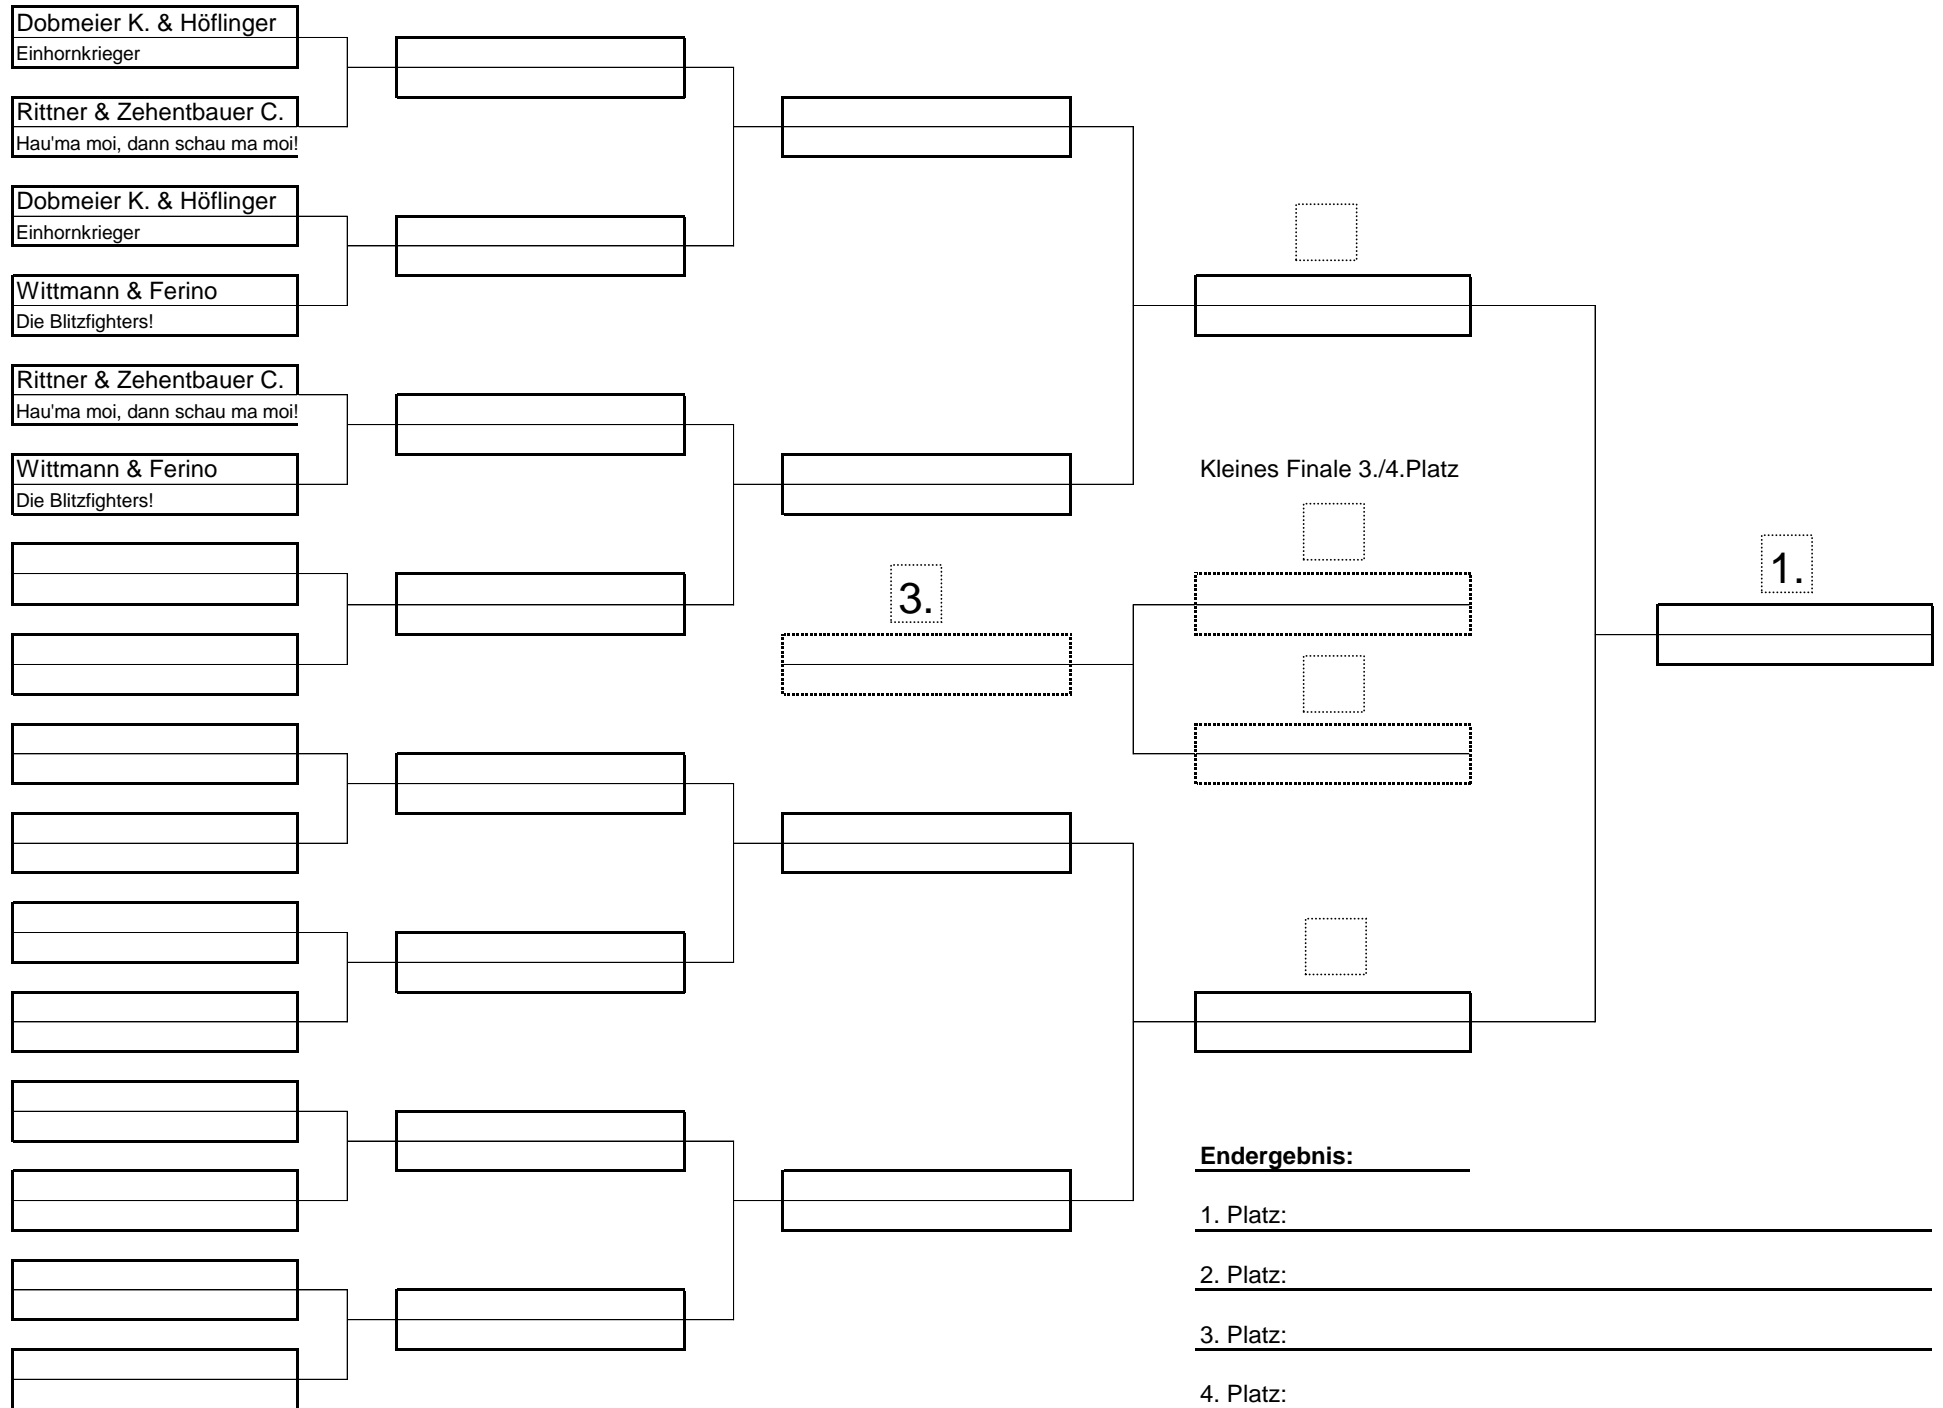 Dobmeier K. & Höflinger
Einhornkrieger
Rittner & Zehentbauer C.
Hau'ma moi, dann schau ma moi!
Dobmeier K. & Höflinger
Einhornkrieger
Wittmann & Ferino
Die Blitzfighters!
Rittner & Zehentbauer C.
Hau'ma moi, dann schau ma moi!
Wittmann & Ferino
Die Blitzfighters!
Kleines Finale 3./4.Platz
3.
1.
Endergebnis:
1. Platz:
2. Platz:
3. Platz:
4. Platz: